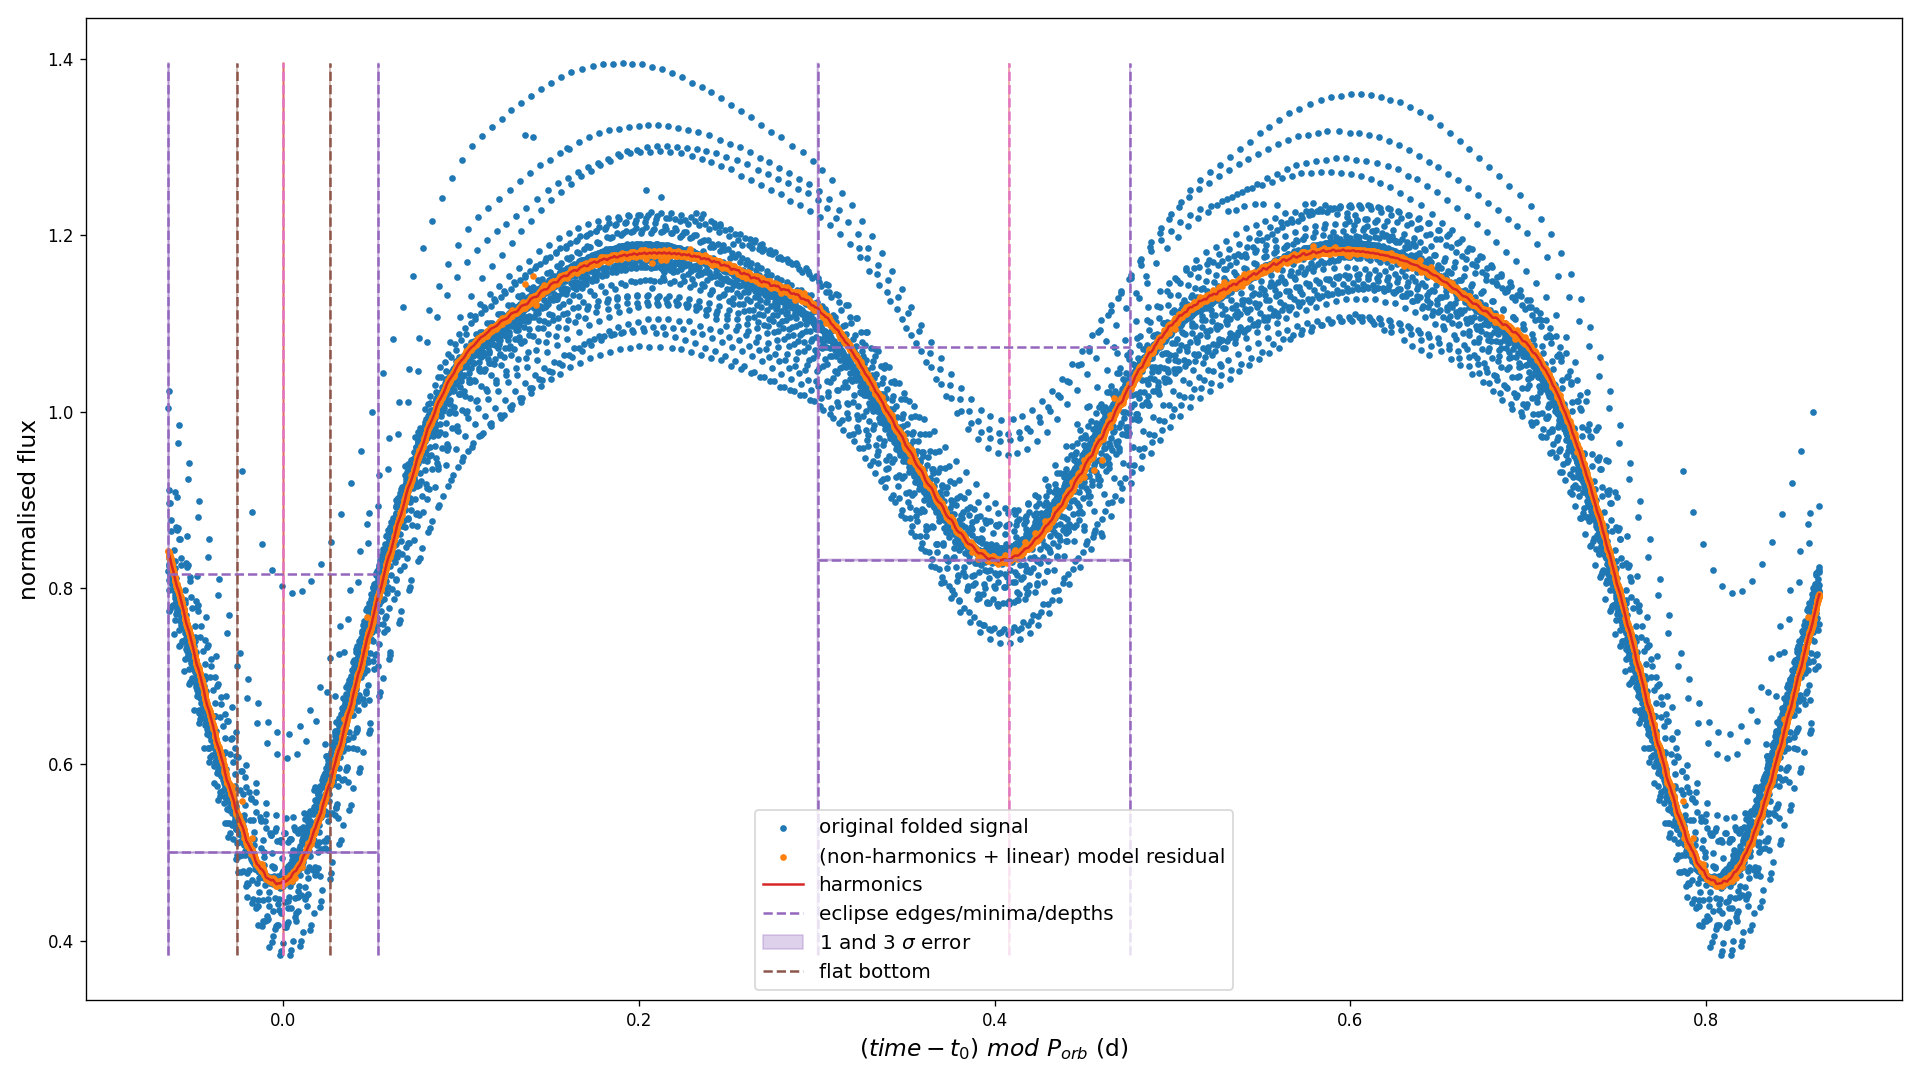 1.4
1.2
1.0
0.8
0.6
0.4
normalised flux
original folded signal
(non-harmonics + linear) model residual
harmonics
eclipse edges/minima/depths
1 and 3 σ error
flat bottom
0.0 0.2 0.4 0.6 0.8
(time − t₀) mod Pₒᵣb (d)